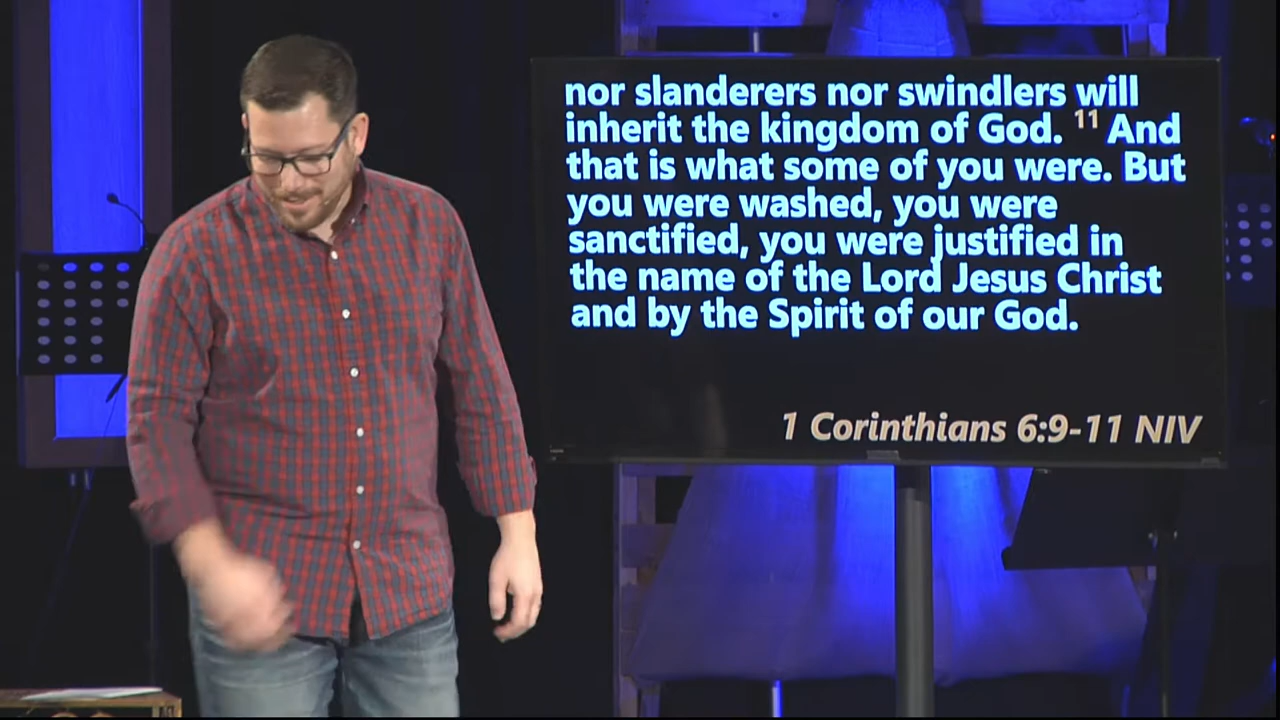 nor slanderers nor swindlers will
inherit the kingdom of God. 11 And
that is what some of you were. But
you were washed, you were
sanctified, you were justified in
the name of the Lord Jesus Christ
and by the Spirit of our God.
1 Corinthians 6:9-11 NIV